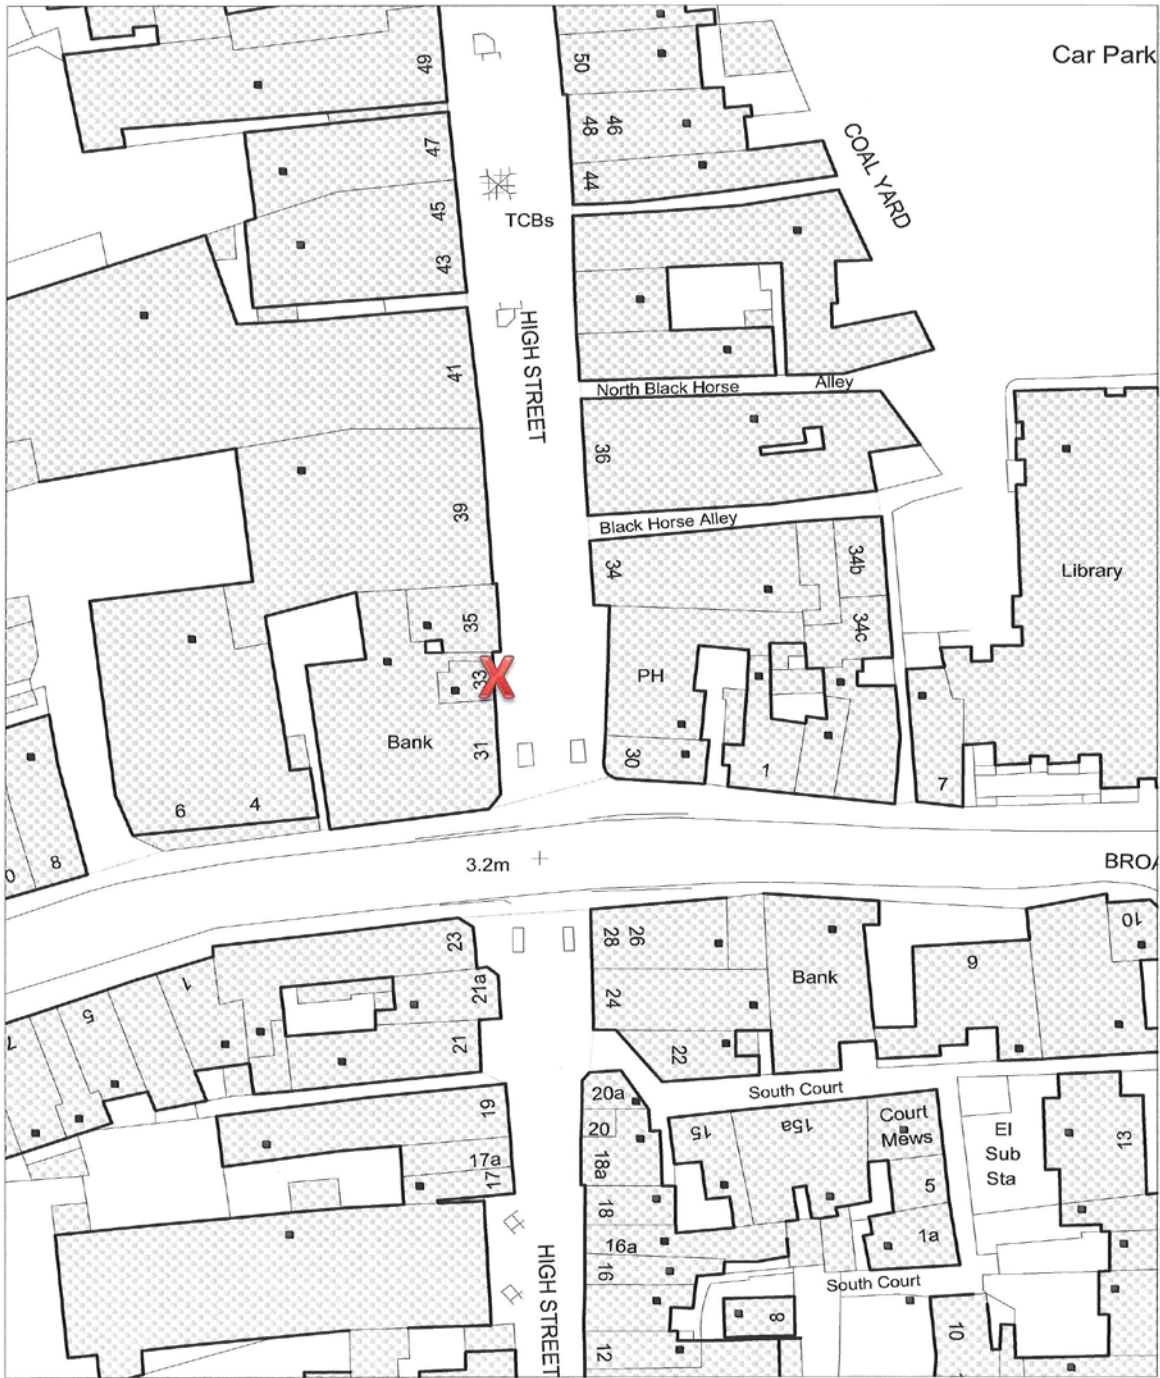 Car Park
49
50
46
48
47
44
45
COAL YARD
TCBs
43
HIGH STREET
41
North Black Horse Alley
36
39
Black Horse Alley
34
34b
Library
35
34c
33
X
PH
Bank
31
30
1
7
6
4
8
0
3.2m
BROA
23
28
26
10
9
Bank
1
21a
24
5
7
21
22
South Court
20a
19
20
15
15a
Court
Mews
El
Sub
Sta
13
17a
18a
17
5
18
1a
16a
16
South Court
HIGH STREET
8
10
12